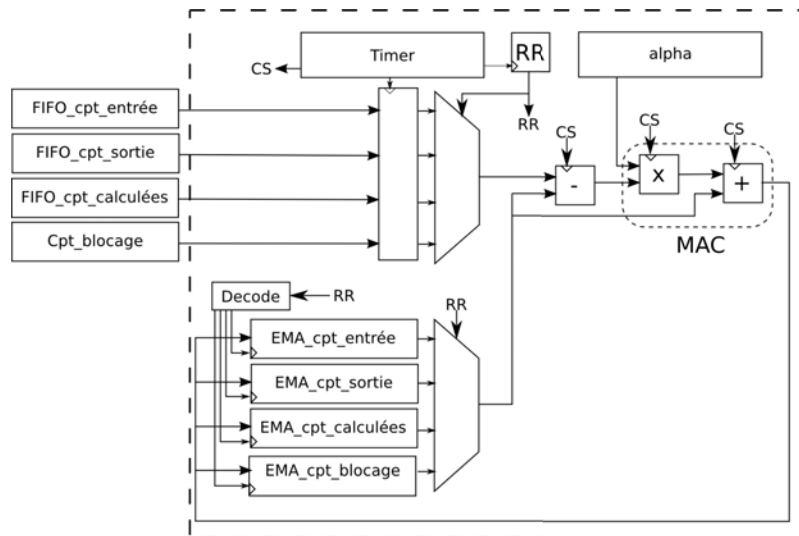 Timer
RR
alpha
CS
FIFO_cpt_entrée
RR
CS
CS
CS
FIFO_cpt_sortie
-
x
+
FIFO_cpt_calculées
Cpt_blocage
MAC
Decode
RR
RR
EMA_cpt_entrée
EMA_cpt_sortie
EMA_cpt_calculées
EMA_cpt_blocage